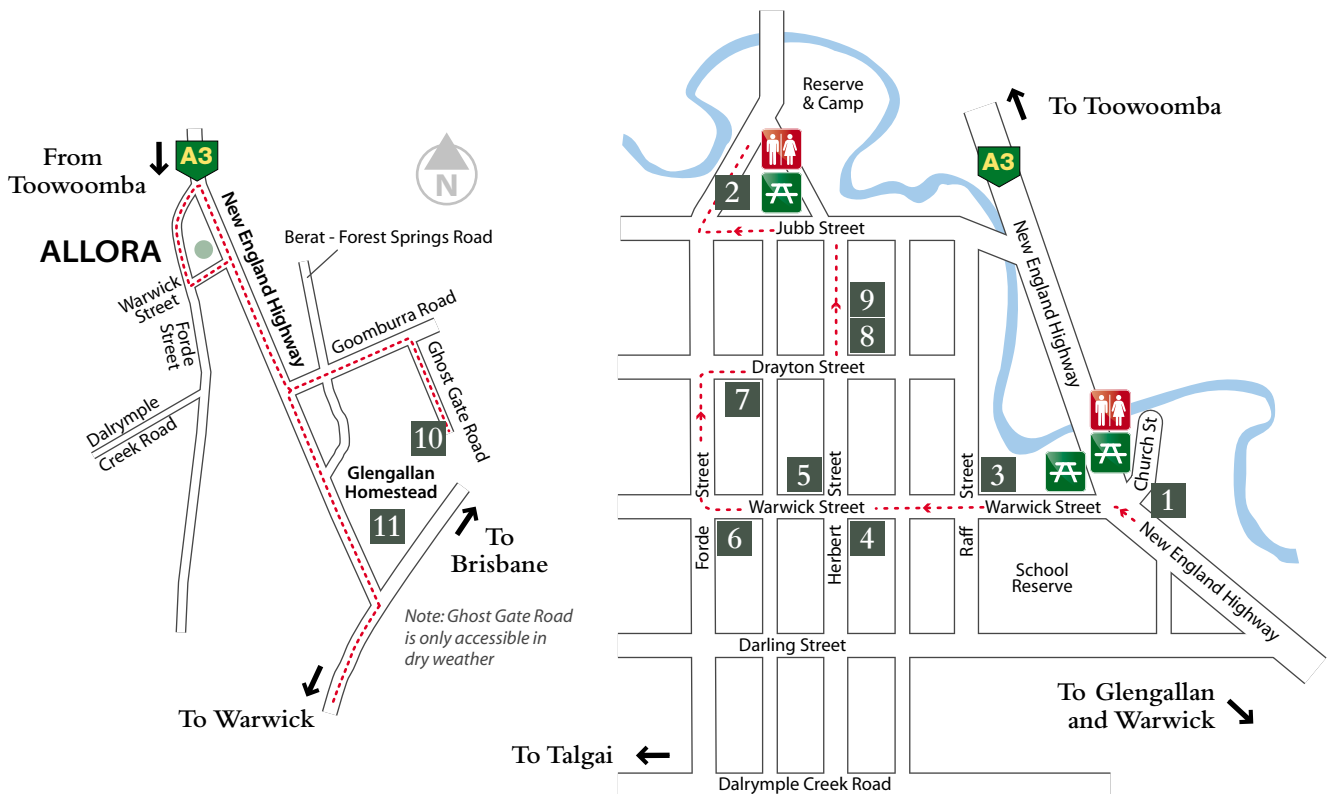 From
Toowoomba
A3
N
ALLORA
New England Highway
Berat - Forest Springs Road
Warwick
Street
Forde
Street
Goomburra Road
Ghost Gate Road
Dalrymple
Creek Road
10
Glengallan
Homestead
11
To
Brisbane
Note: Ghost Gate Road
is only accessible in
dry weather
To Warwick
Reserve
& Camp
To Toowoomba
A3
2
Jubb Street
New England Highway
9
8
Drayton Street
7
Church St
5
3
1
Street
Street
Street
Warwick Street
Warwick Street
6
4
Forde
Herbert
Raff
School
Reserve
New England Highway
Darling Street
To Glengallan
and Warwick
To Talgai
Dalrymple Creek Road